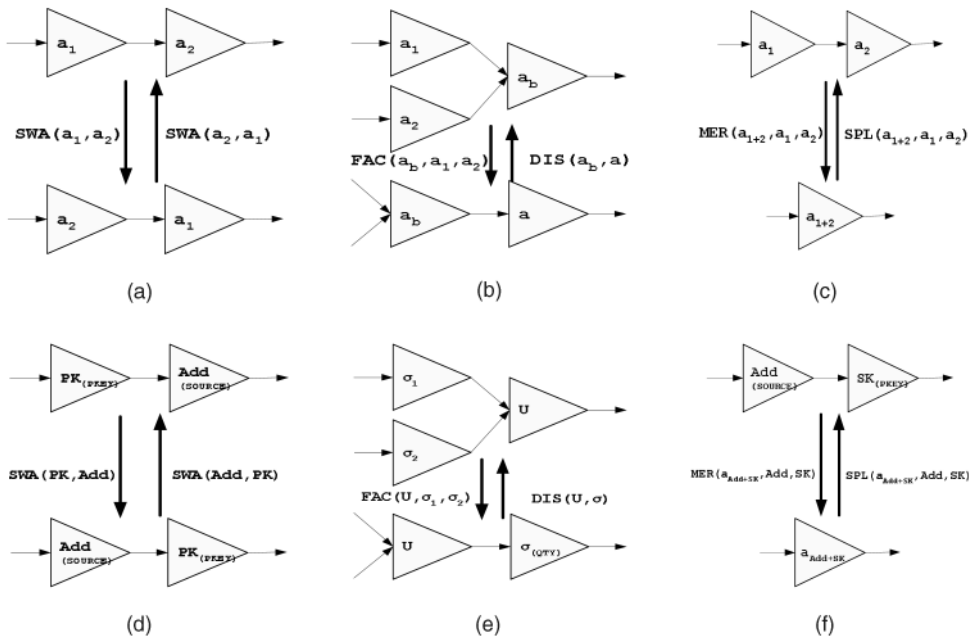 a1 a2
SWA(a1,a2) SWA(a2,a1)
a2 a1
(a)
a1
ab
a2
FAC(ab,a1,a2) DIS(ab,a)
ab a
(b)
a1 a2
MER(a1+2,a1,a2) SPL(a1+2,a1,a2)
a1+2
(c)
PK(PKEY) Add(SOURCE)
SWA(PK,Add) SWA(Add,PK)
Add(SOURCE) PK(PKEY)
(d)
σ1
U
σ2
FAC(U,σ1,σ2) DIS(U,σ)
U σ(QTY)
(e)
Add(SOURCE) SK(PKEY)
MER(aAdd+SK,Add,SK) SPL(aAdd+SK,Add,SK)
aAdd+SK
(f)